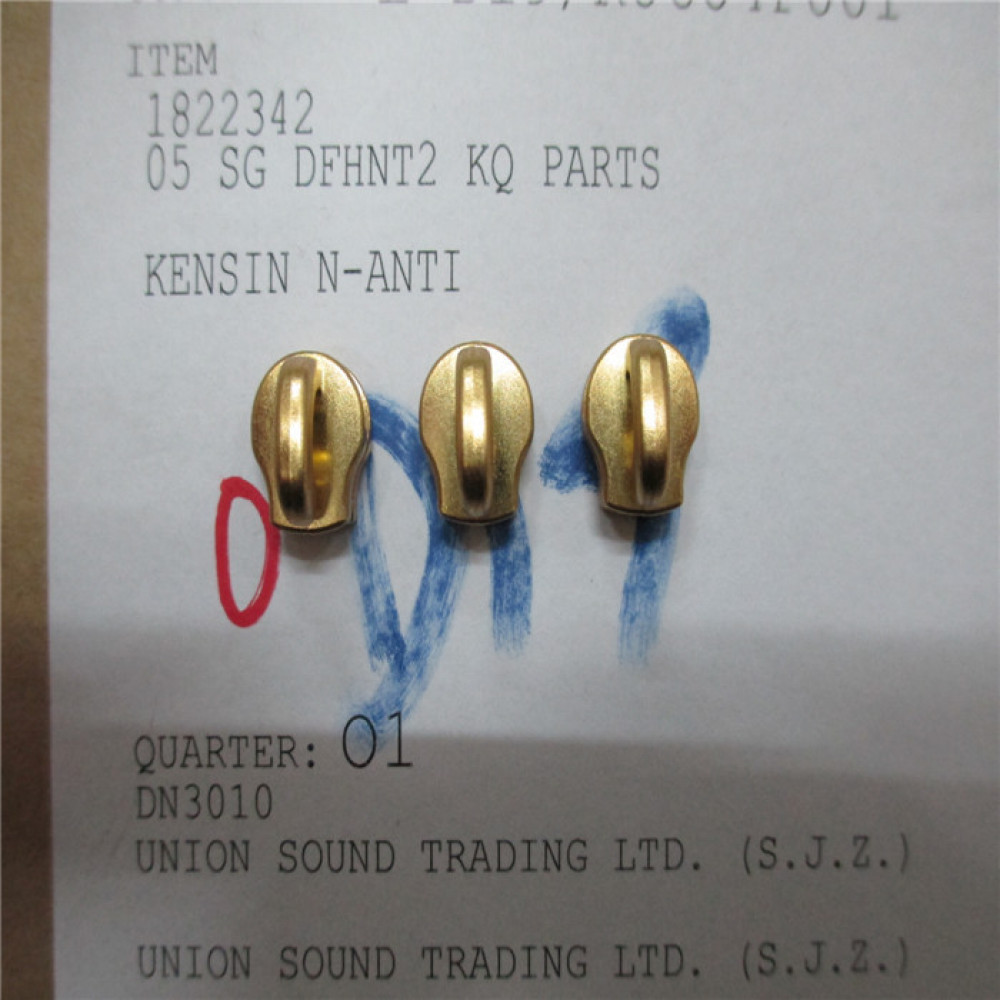 ITEM
1822342
05 SG DFHNT2 KQ PARTS
KENSIN N-ANTI
QUARTER: 01
DN3010
UNION SOUND TRADING LTD. (S.J.Z.)
UNION SOUND TRADING LTD. (S.J.Z.)